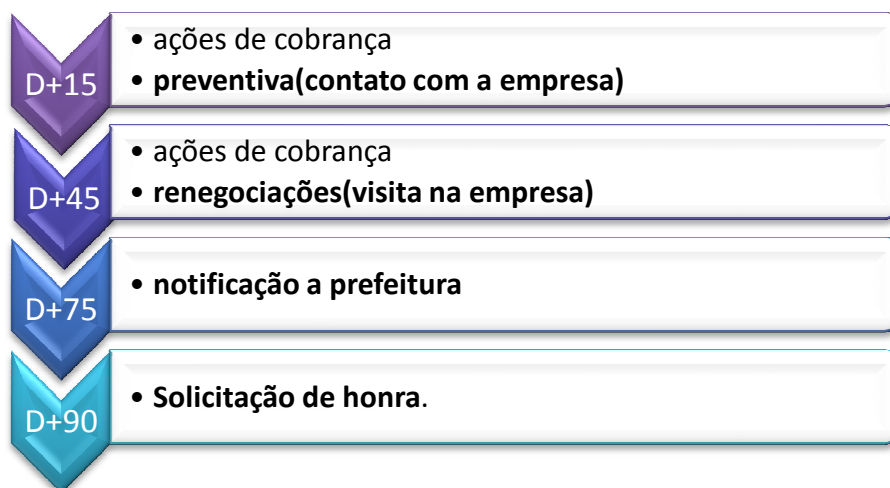 D+15
• ações de cobrança
• preventiva(contato com a empresa)
D+45
• ações de cobrança
• renegociações(visita na empresa)
D+75
• notificação a prefeitura
D+90
• Solicitação de honra.